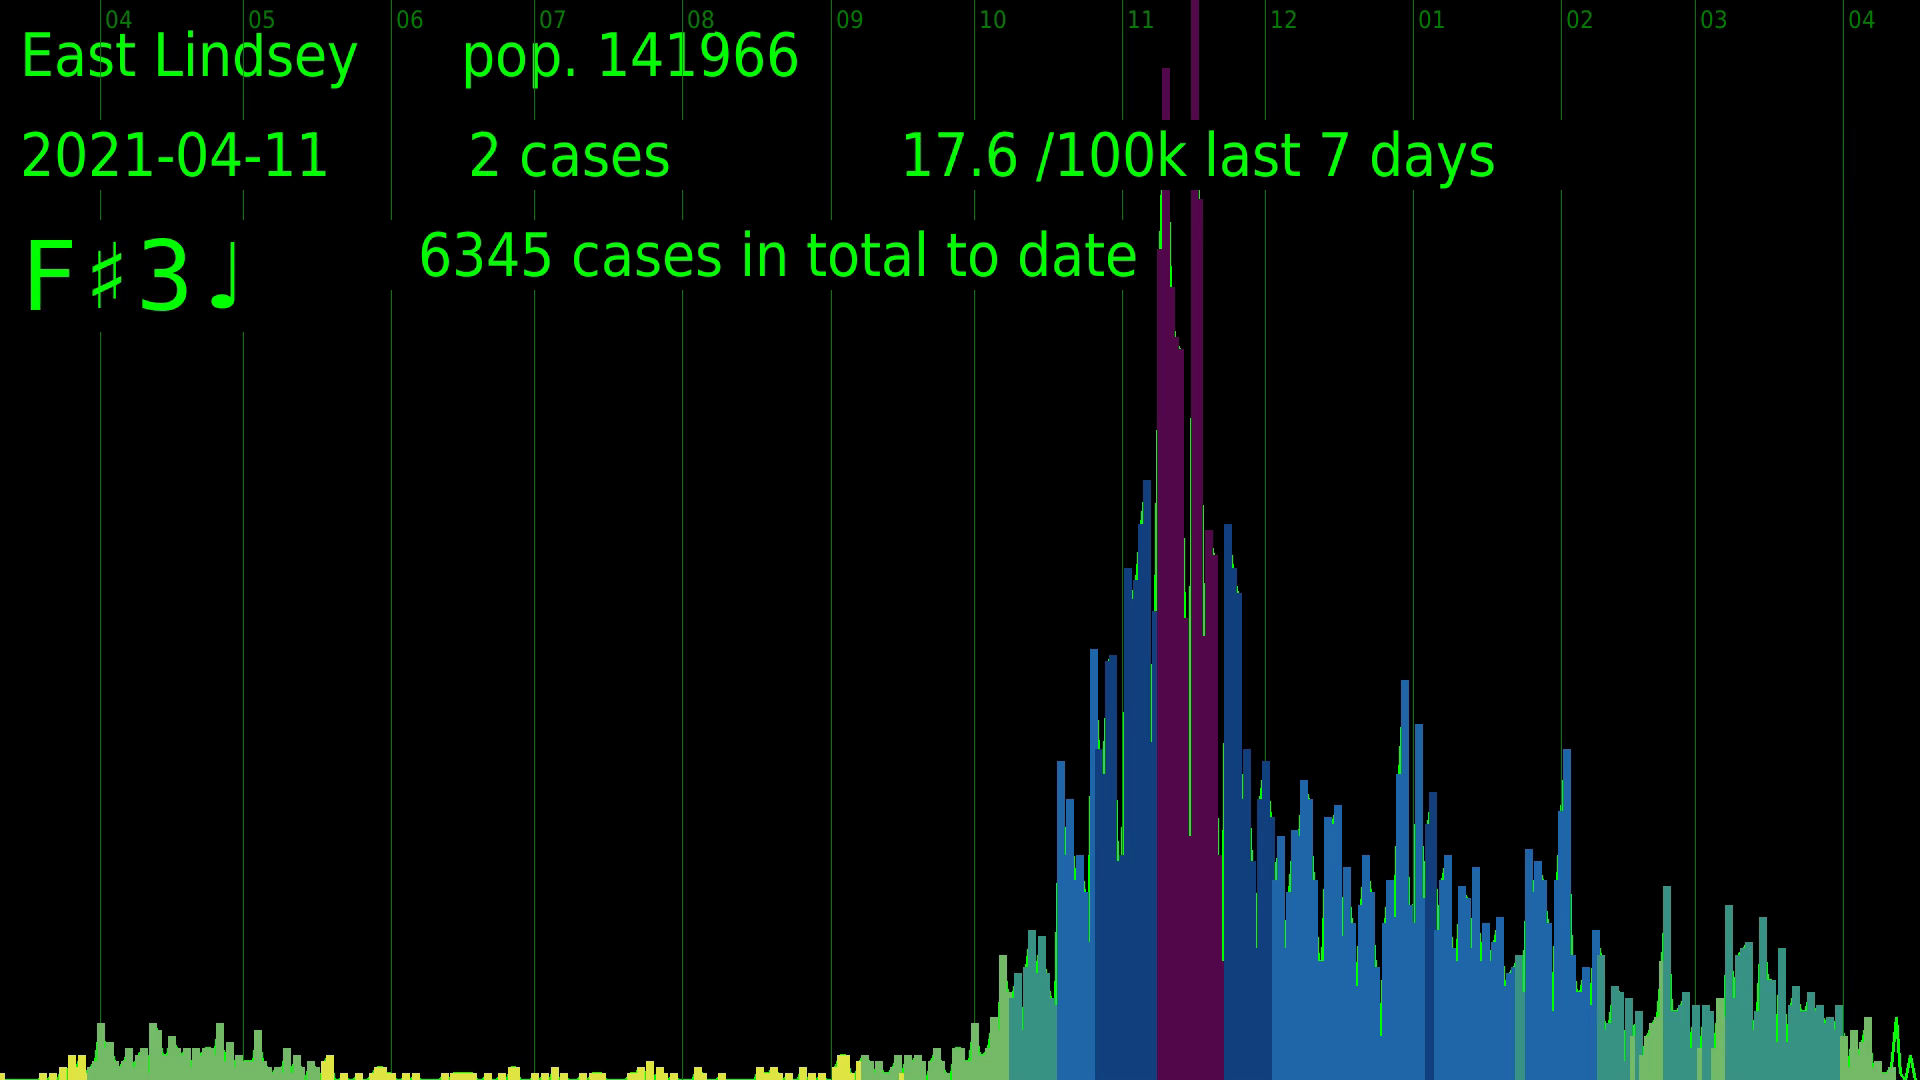 04 05 06 07 08 09 10 11 12 01 02 03 04
East Lindsey pop. 141966
2021-04-11 2 cases 17.6 /100k last 7 days
F♯3♩ 6345 cases in total to date